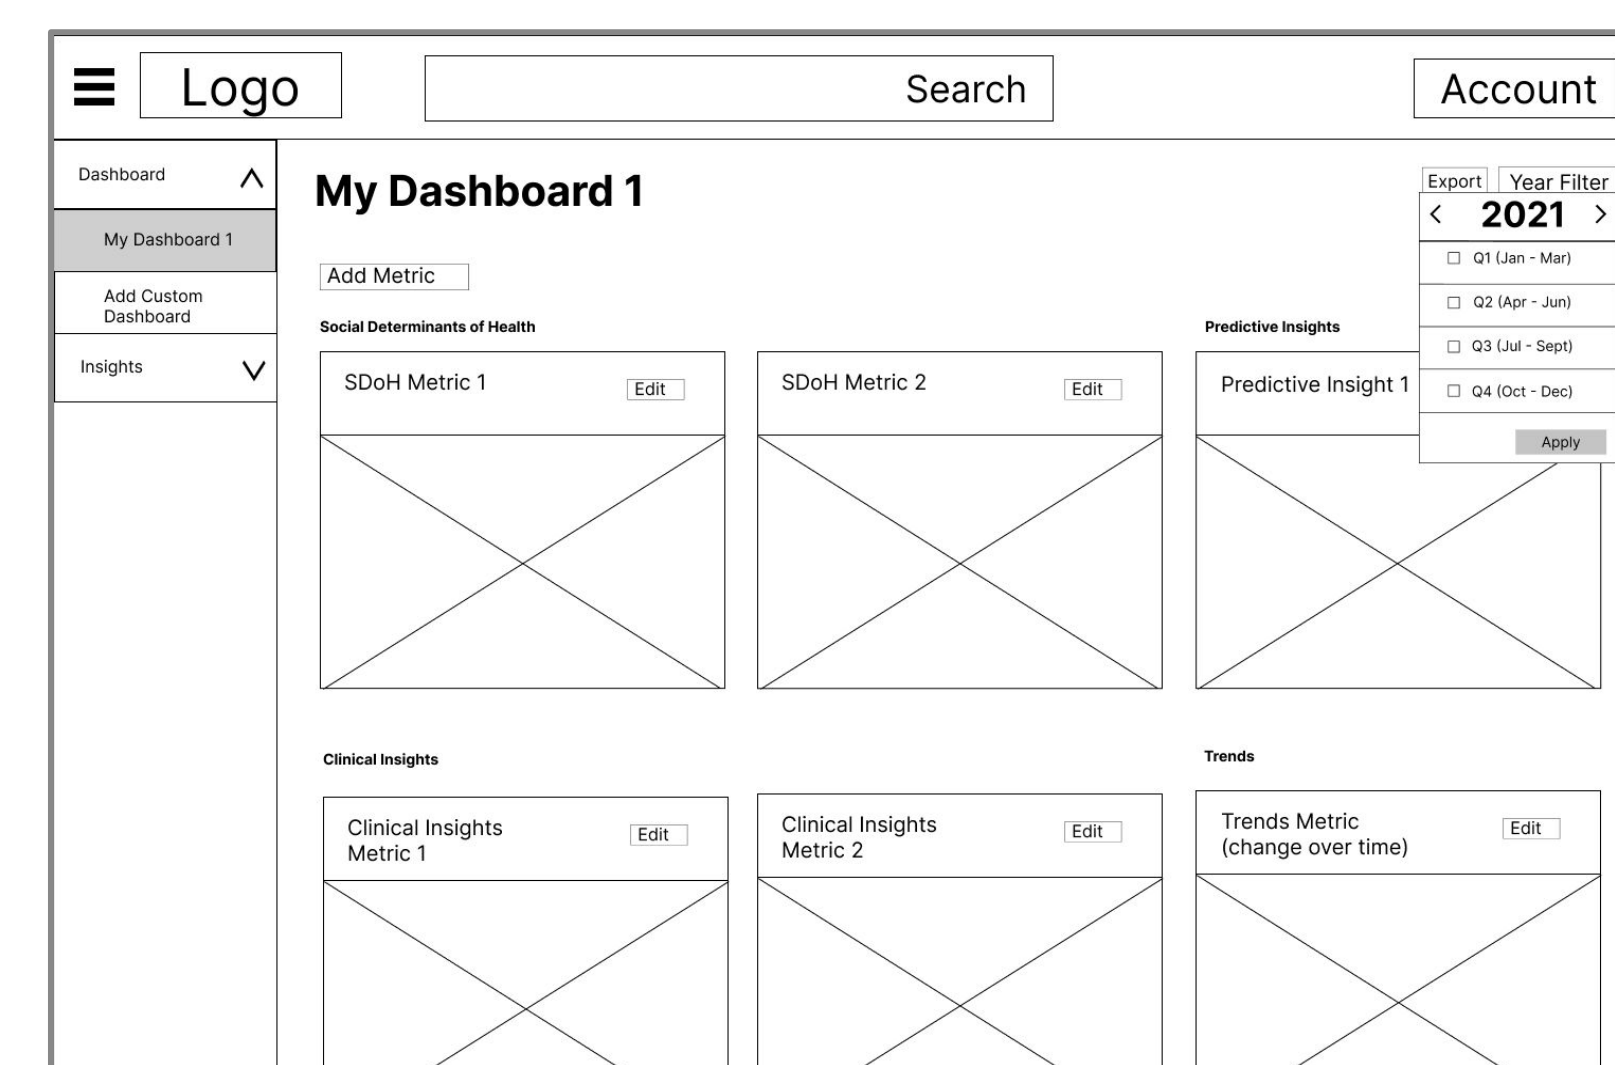 Logo
Search
Account
Dashboard
My Dashboard 1
Add Custom
Dashboard
Insights
My Dashboard 1
Export
Year Filter
2021
Q1 (Jan - Mar)
Q2 (Apr - Jun)
Q3 (Jul - Sept)
Q4 (Oct - Dec)
Apply
Add Metric
Social Determinants of Health
SDoH Metric 1
Edit
SDoH Metric 2
Edit
Predictive Insights
Predictive Insight 1
Clinical Insights
Clinical Insights
Metric 1
Edit
Clinical Insights
Metric 2
Edit
Trends
Trends Metric
(change over time)
Edit